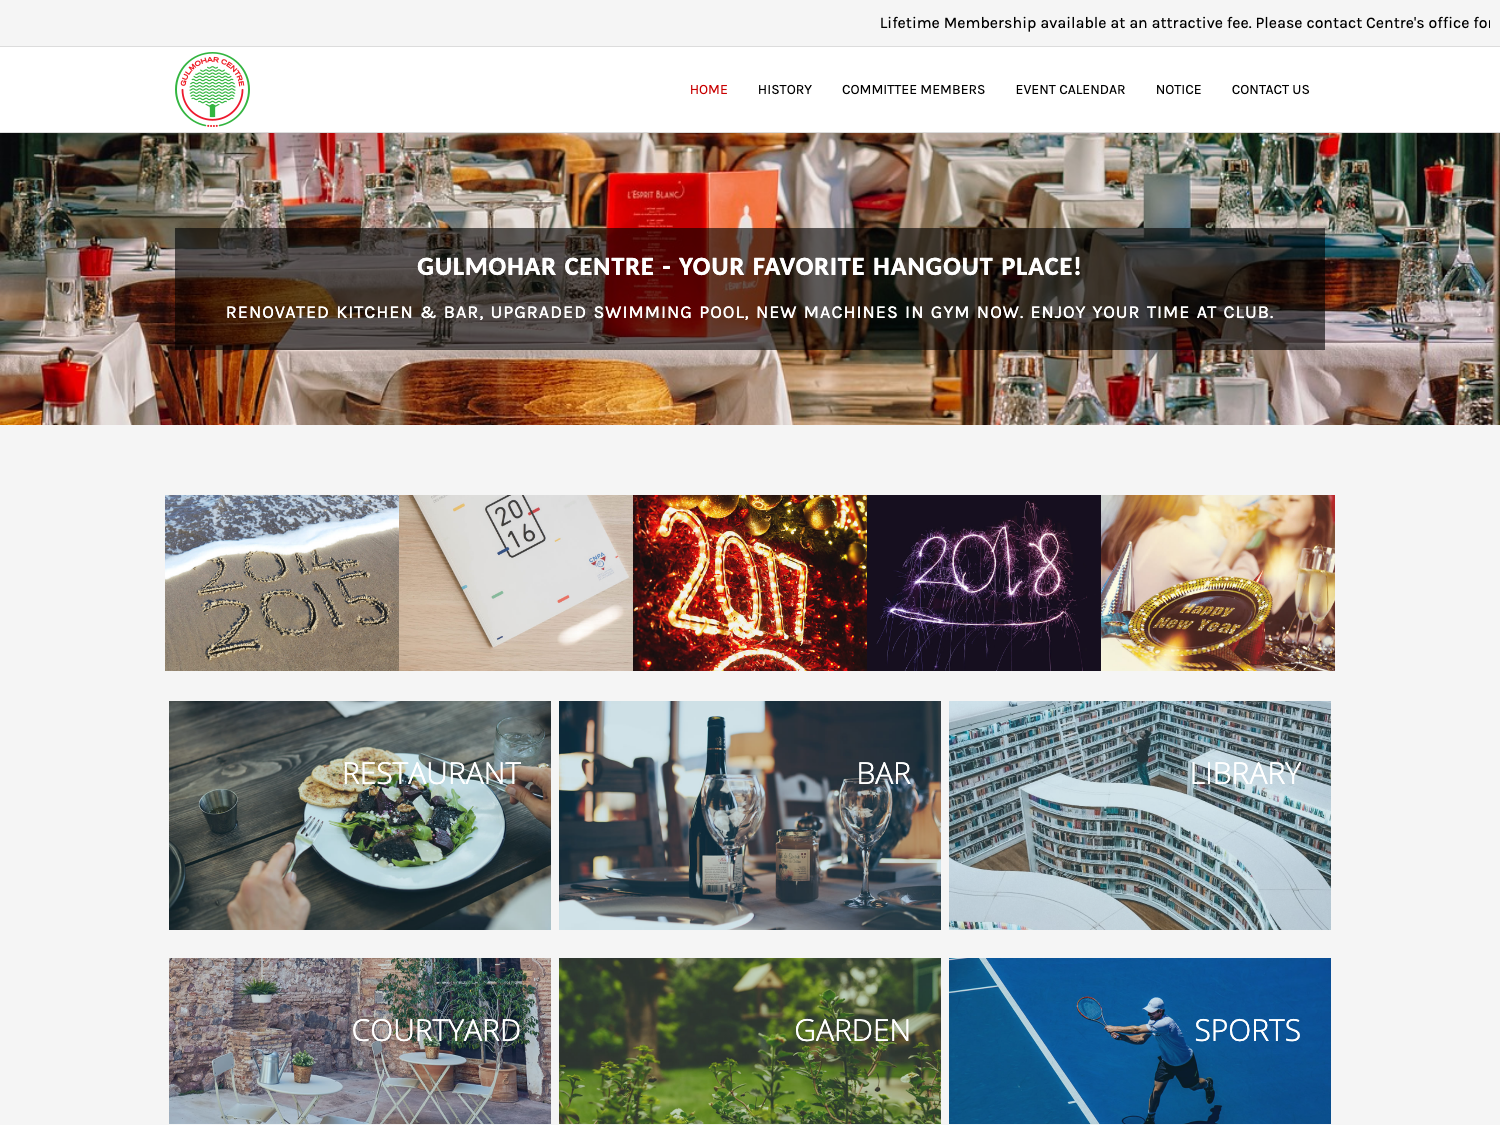 Lifetime Membership available at an attractive fee. Please contact Centre's office for
GULMOHAR CENTRE
HOME
HISTORY
COMMITTEE MEMBERS
EVENT CALENDAR
NOTICE
CONTACT US
L'ESPRIT BLANC
GULMOHAR CENTRE - YOUR FAVORITE HANGOUT PLACE!
RENOVATED KITCHEN & BAR, UPGRADED SWIMMING POOL, NEW MACHINES IN GYM NOW. ENJOY YOUR TIME AT CLUB.
2014
2015
20
16
2017
2018
Happy
New Year
RESTAURANT
BAR
LIBRARY
COURTYARD
GARDEN
SPORTS